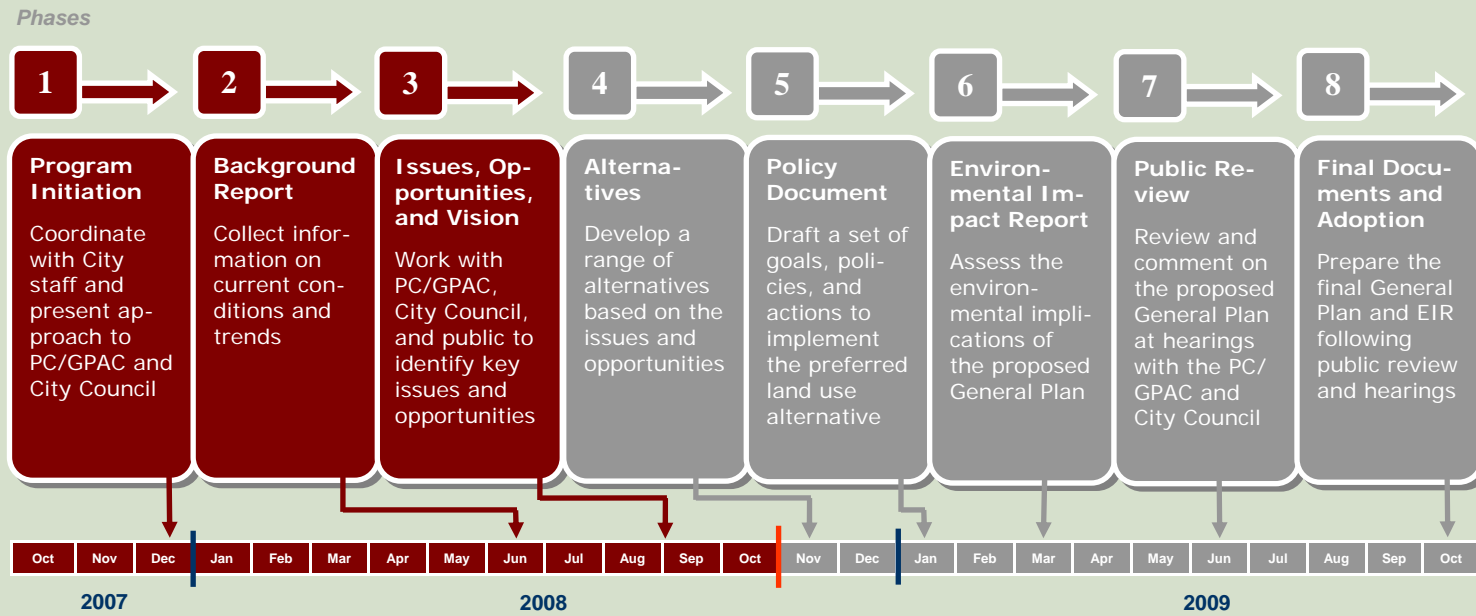 Phases
1
2
3
4
5
6
7
8
Program
Initiation
Coordinate
with City
staff and
present ap-
proach to
PC/GPAC and
City Council
Background
Report
Collect infor-
mation on
current con-
ditions and
trends
Issues, Op-
portunities,
and Vision
Work with
PC/GPAC,
City Council,
and public to
identify key
issues and
opportunities
Alterna-
tives
Develop a
range of
alternatives
based on the
issues and
opportunities
Policy
Document
Draft a set of
goals, poli-
cies, and
actions to
implement
the preferred
land use
alternative
Environ-
mental Im-
pact Report
Assess the
environ-
mental impli-
cations of
the proposed
General Plan
Public Re-
view
Review and
comment on
the proposed
General Plan
at hearings
with the PC/
GPAC and
City Council
Final Docu-
ments and
Adoption
Prepare the
final General
Plan and EIR
following
public review
and hearings
Oct Nov Dec Jan Feb Mar Apr May Jun Jul Aug Sep Oct Nov Dec Jan Feb Mar Apr May Jun Jul Aug Sep Oct
2007 2008 2009